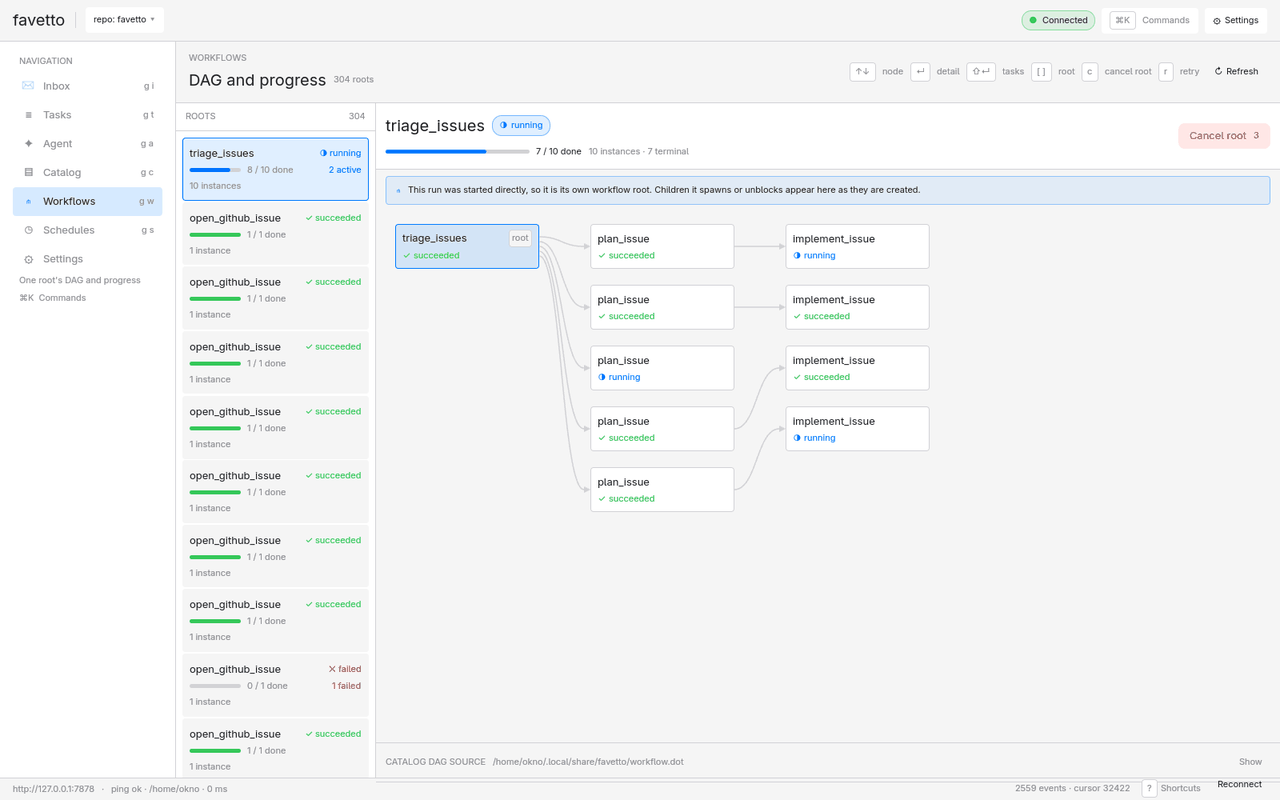 favetto
repo: favetto
Connected
⌘K Commands
Settings
NAVIGATION
Inbox g i
Tasks g t
Agent g a
Catalog g c
Workflows g w
Schedules g s
Settings
One root's DAG and progress
⌘K Commands
WORKFLOWS
DAG and progress 304 roots
↑↓ node ↵ detail ⇧↵ tasks [ ] root c cancel root r retry Refresh
ROOTS 304
triage_issues running
8 / 10 done 2 active
10 instances
open_github_issue ✓ succeeded
1 / 1 done
1 instance
open_github_issue ✓ succeeded
1 / 1 done
1 instance
open_github_issue ✓ succeeded
1 / 1 done
1 instance
open_github_issue ✓ succeeded
1 / 1 done
1 instance
open_github_issue ✓ succeeded
1 / 1 done
1 instance
open_github_issue ✓ succeeded
1 / 1 done
1 instance
open_github_issue ✓ succeeded
1 / 1 done
1 instance
open_github_issue ✕ failed
0 / 1 done 1 failed
1 instance
open_github_issue ✓ succeeded
1 / 1 done
1 instance
triage_issues running
7 / 10 done 10 instances · 7 terminal
Cancel root 3
This run was started directly, so it is its own workflow root. Children it spawns or unblocks appear here as they are created.
triage_issues root
✓ succeeded
plan_issue
✓ succeeded
implement_issue
running
plan_issue
✓ succeeded
implement_issue
✓ succeeded
plan_issue
running
implement_issue
✓ succeeded
plan_issue
✓ succeeded
implement_issue
running
plan_issue
✓ succeeded
CATALOG DAG SOURCE /home/okno/.local/share/favetto/workflow.dot Show
http://127.0.0.1:7878 · ping ok · /home/okno · 0 ms
2559 events · cursor 32422 ? Shortcuts Reconnect